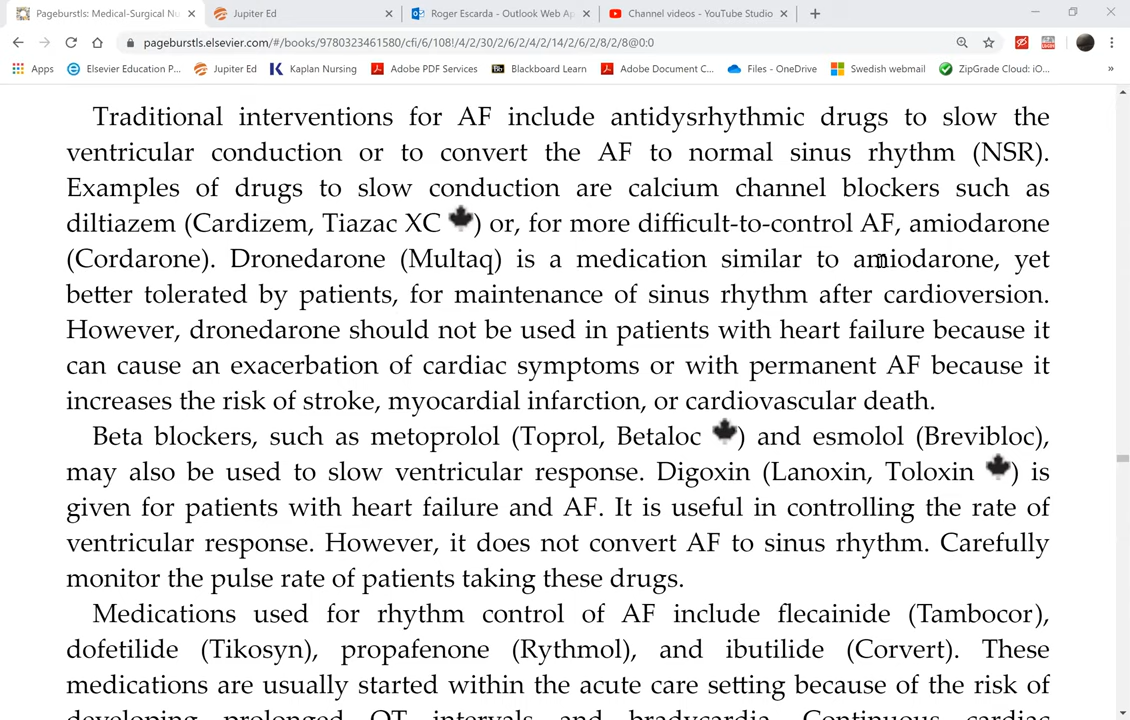 Pageburstls: Medical-Surgical Nu
Jupiter Ed
Roger Escarda - Outlook Web Ap
Channel videos - YouTube Studio
pageburstls.elsevier.com/#/books/9780323461580/cfi/6/108!/4/2/30/2/6/2/4/2/14/2/6/2/8/2/8@0:0
Apps
Elsevier Education P...
Jupiter Ed
Kaplan Nursing
Adobe PDF Services
Blackboard Learn
Adobe Document C...
Files - OneDrive
Swedish webmail
ZipGrade Cloud: iO...
»
Traditional interventions for AF include antidysrhythmic drugs to slow the
ventricular conduction or to convert the AF to normal sinus rhythm (NSR).
Examples of drugs to slow conduction are calcium channel blockers such as
diltiazem (Cardizem, Tiazac XC ) or, for more difficult-to-control AF, amiodarone
(Cordarone). Dronedarone (Multaq) is a medication similar to amiodarone, yet
better tolerated by patients, for maintenance of sinus rhythm after cardioversion.
However, dronedarone should not be used in patients with heart failure because it
can cause an exacerbation of cardiac symptoms or with permanent AF because it
increases the risk of stroke, myocardial infarction, or cardiovascular death.
Beta blockers, such as metoprolol (Toprol, Betaloc ) and esmolol (Brevibloc),
may also be used to slow ventricular response. Digoxin (Lanoxin, Toloxin ) is
given for patients with heart failure and AF. It is useful in controlling the rate of
ventricular response. However, it does not convert AF to sinus rhythm. Carefully
monitor the pulse rate of patients taking these drugs.
Medications used for rhythm control of AF include flecainide (Tambocor),
dofetilide (Tikosyn), propafenone (Rythmol), and ibutilide (Corvert). These
medications are usually started within the acute care setting because of the risk of
developing prolonged QT intervals and bradycardia. Continuous cardiac